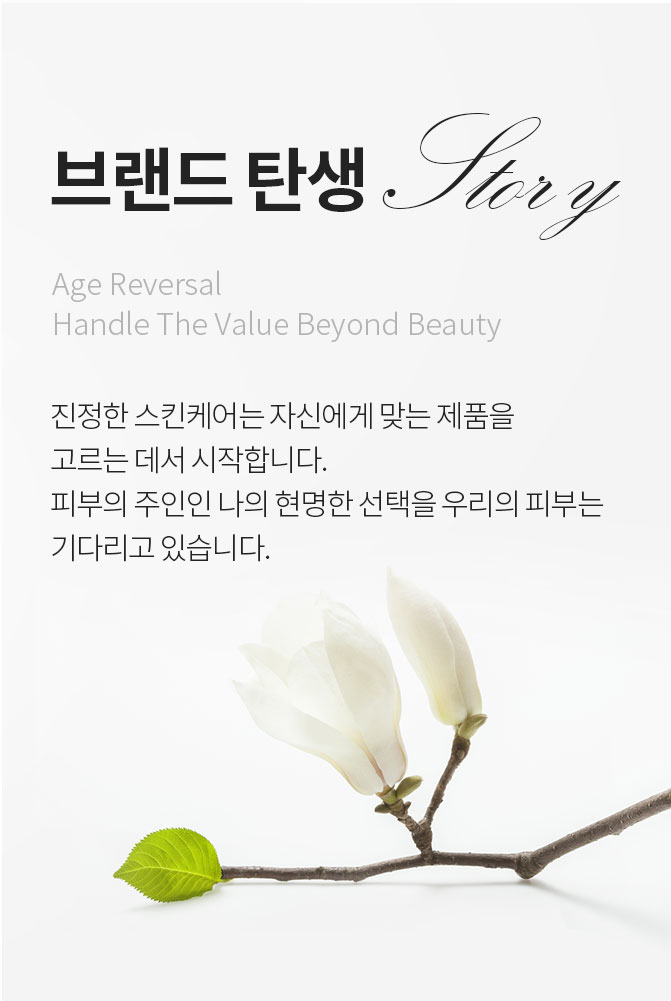 브랜드 탄생 Story
Age Reversal
Handle The Value Beyond Beauty
진정한 스킨케어는 자신에게 맞는 제품을
고르는 데서 시작합니다.
피부의 주인인 나의 현명한 선택을 우리의 피부는
기다리고 있습니다.